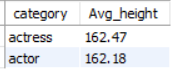 category Avg_height
actress 162.47
actor 162.18